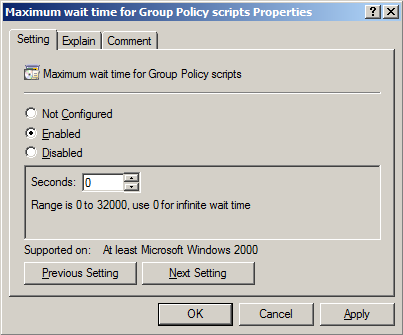 Maximum wait time for Group Policy scripts Properties
Setting Explain Comment
Maximum wait time for Group Policy scripts
Not Configured
Enabled
Disabled
Seconds: 0
Range is 0 to 32000, use 0 for infinite wait time
Supported on: At least Microsoft Windows 2000
Previous Setting Next Setting
OK Cancel Apply